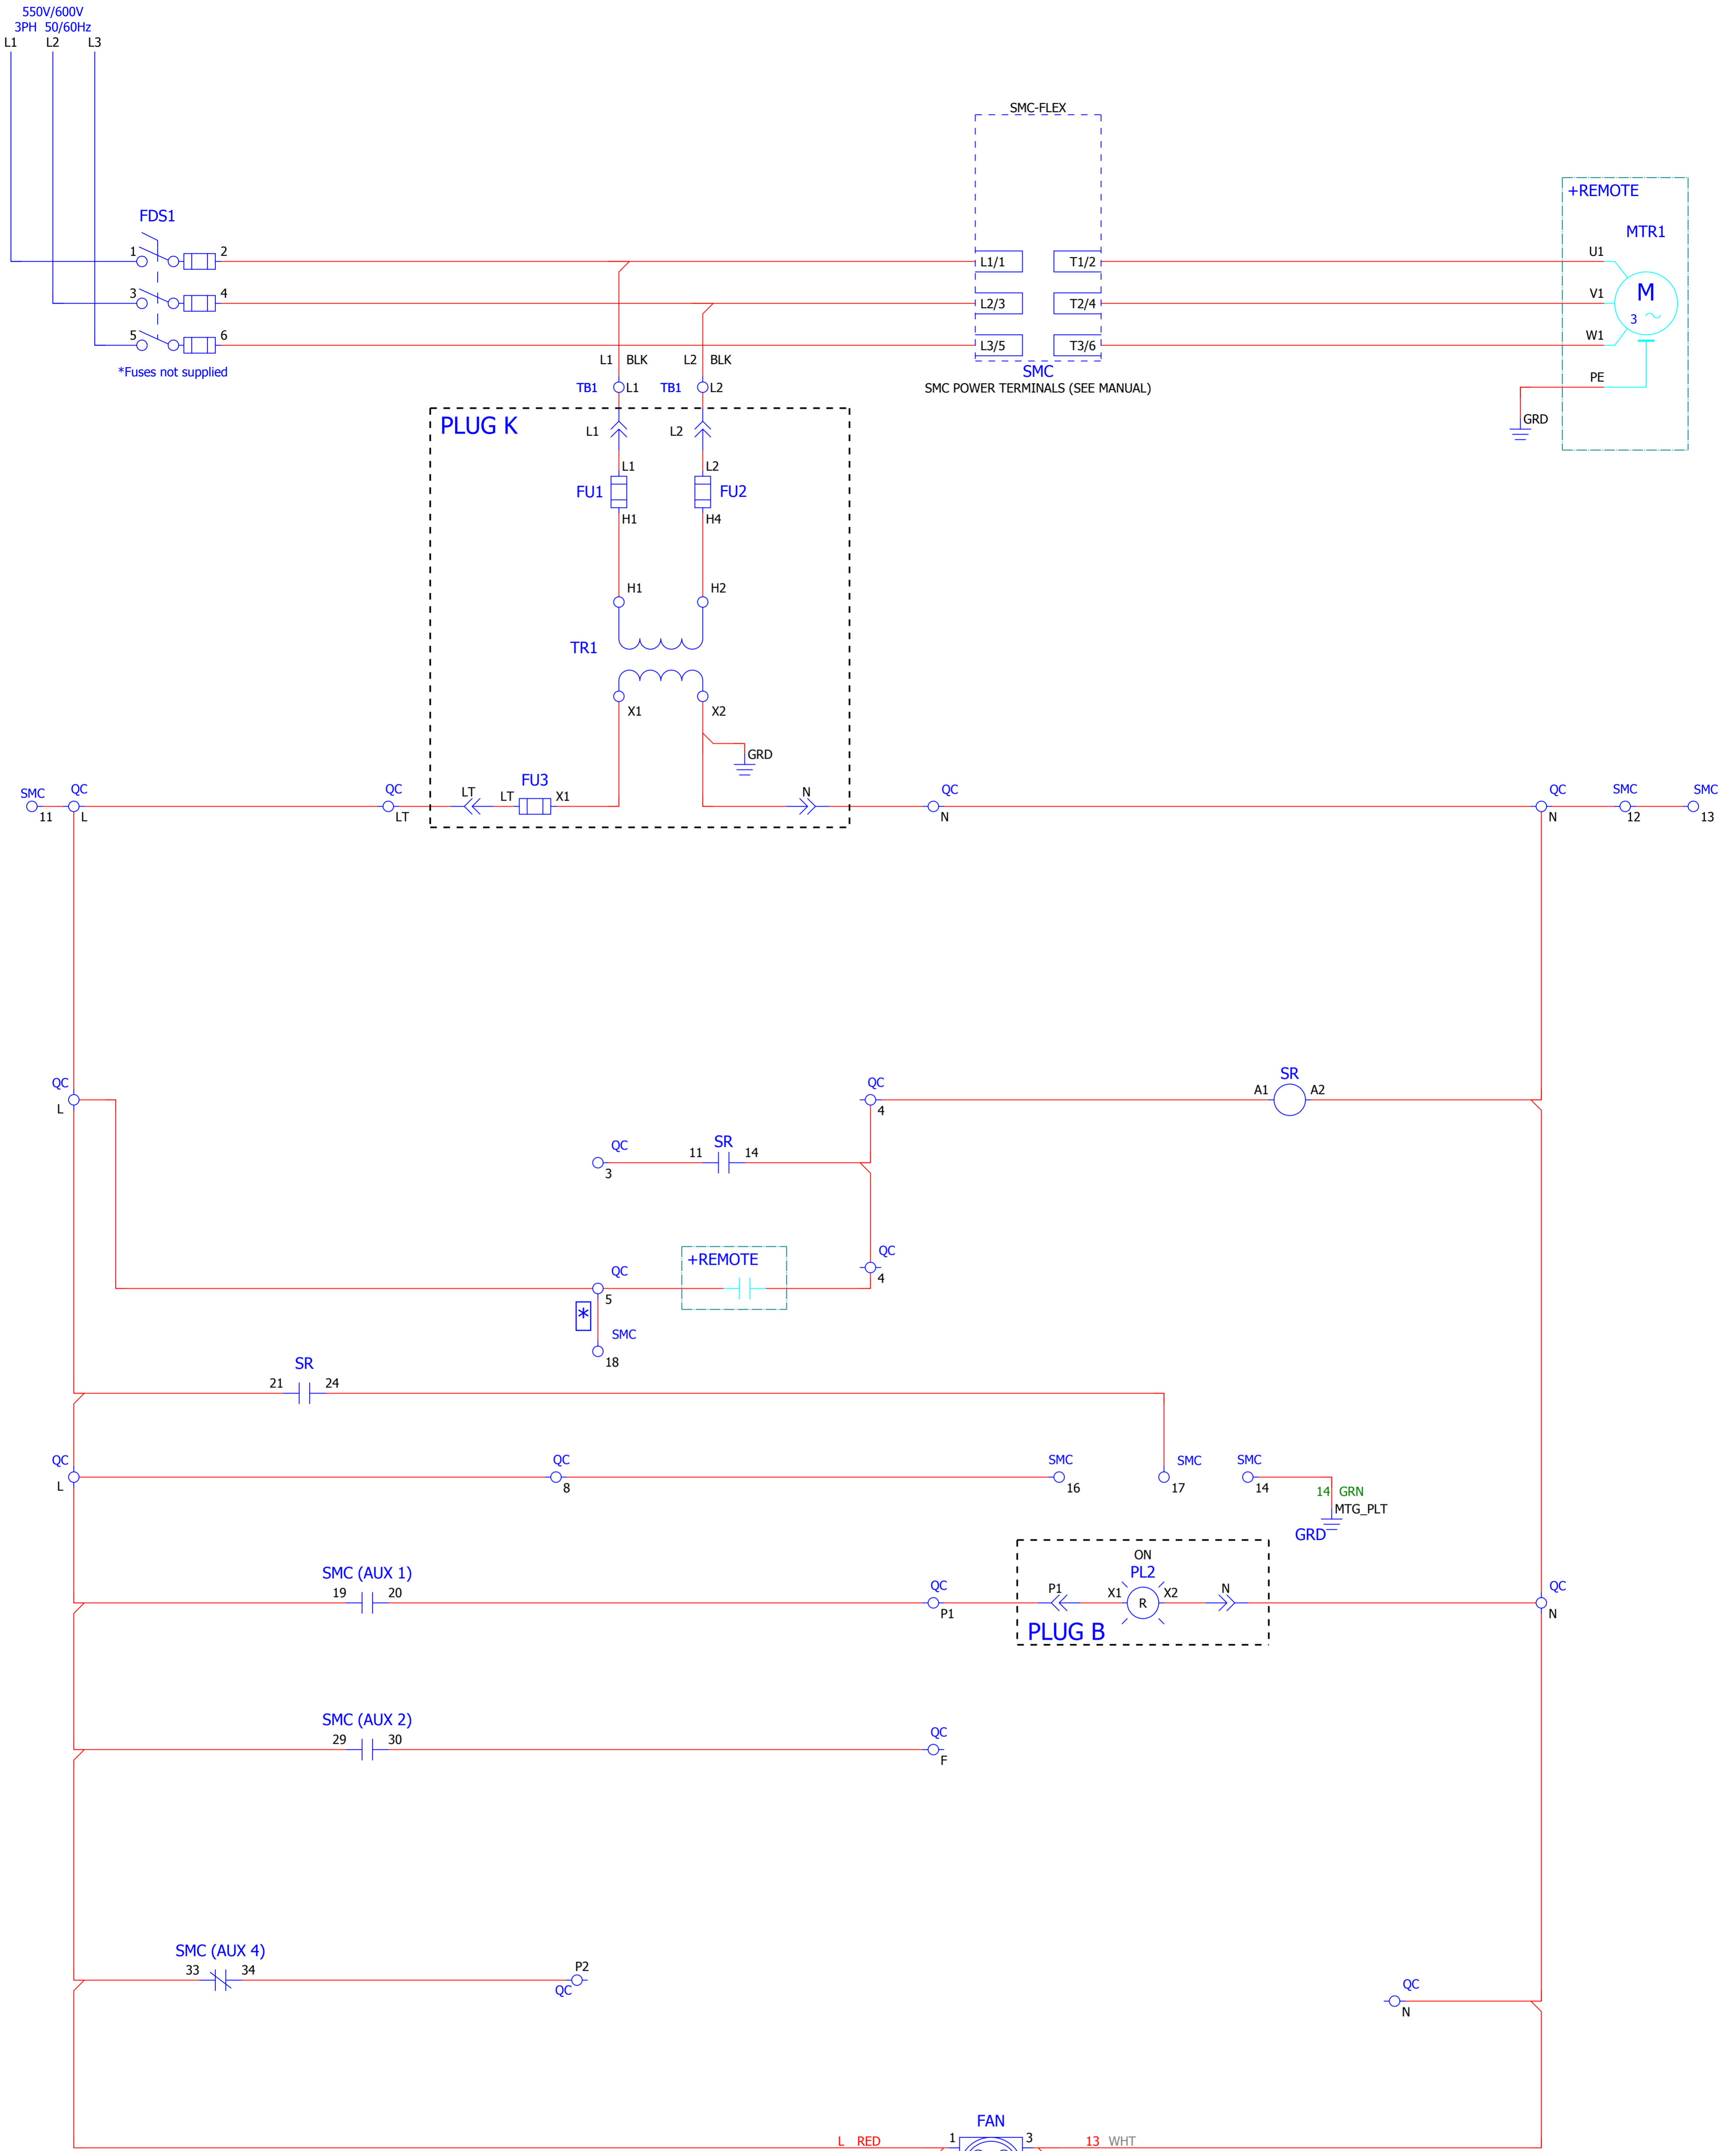 550V/600V
3PH 50/60Hz
L1 L2 L3
SMC-FLEX
+REMOTE
FDS1
MTR1
1 2 L1/1 T1/2 U1
3 4 L2/3 T2/4 V1 M
3
5 6 L3/5 T3/6 W1
L1 BLK L2 BLK
*Fuses not supplied
SMC
PE
TB1 L1 TB1 L2
SMC POWER TERMINALS (SEE MANUAL)
PLUG K
L1 L2
GRD
L1 L2
FU1 FU2
H1 H4
H1 H2
TR1
X1 X2
GRD
FU3
SMC QC QC LT LT X1 N QC QC SMC SMC
11 L LT N N 12 13
SR
QC QC A1 A2
L 4
SR
QC 11 14
3
QC
+REMOTE
QC 4
5
*
SMC
18
SR
21 24
QC QC SMC SMC SMC
L 8 16 17 14
14 GRN
MTG_PLT
GRD
ON
SMC (AUX 1) PL2
19 20 QC P1 X1 X2 N QC
R
P1 N
PLUG B
SMC (AUX 2)
29 30 QC
F
SMC (AUX 4)
33 34 P2
QC QC
N
FAN
L RED 1 3 13 WHT